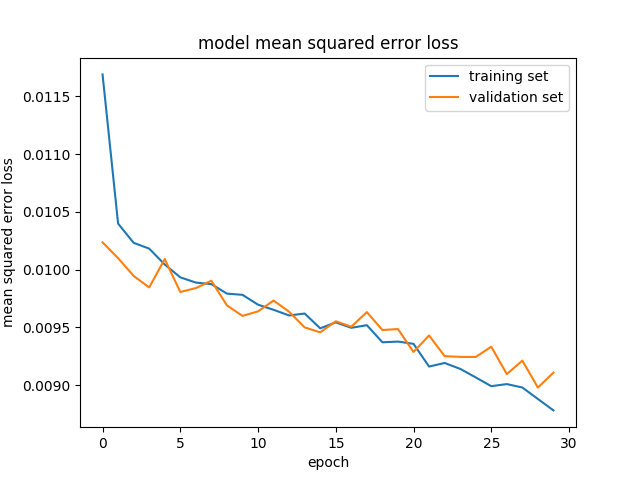 model mean squared error loss
training set
validation set
mean squared error loss
0.0115
0.0110
0.0105
0.0100
0.0095
0.0090
0 5 10 15 20 25 30
epoch